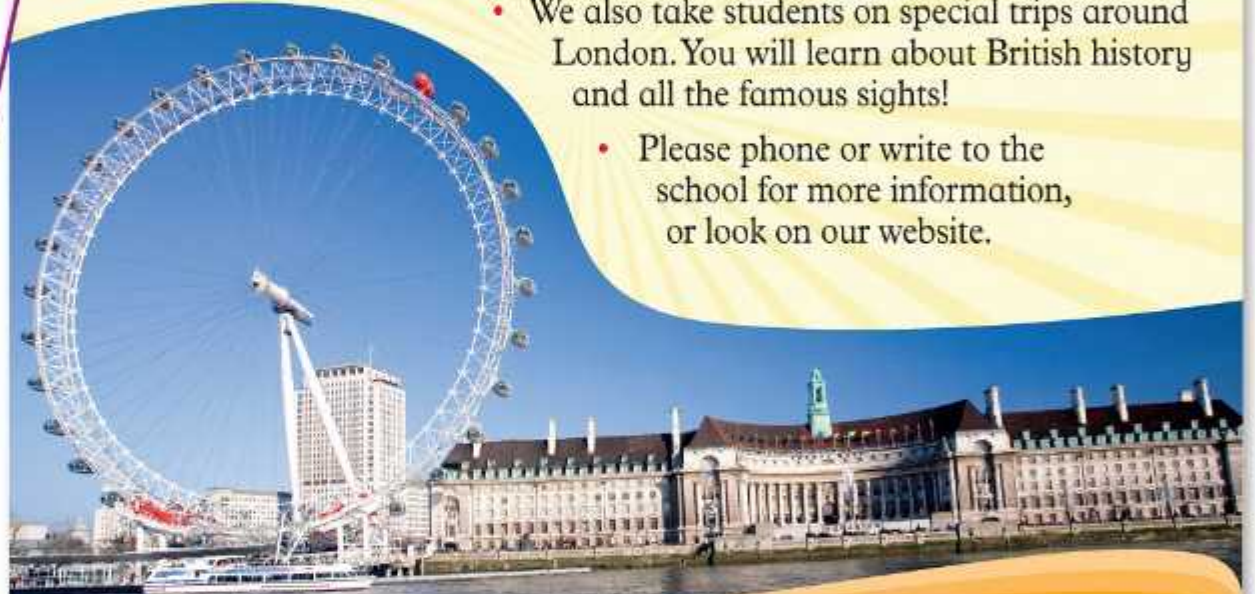 • We also take students on special trips around
London. You will learn about British history
and all the famous sights!
• Please phone or write to the
school for more information,
or look on our website.